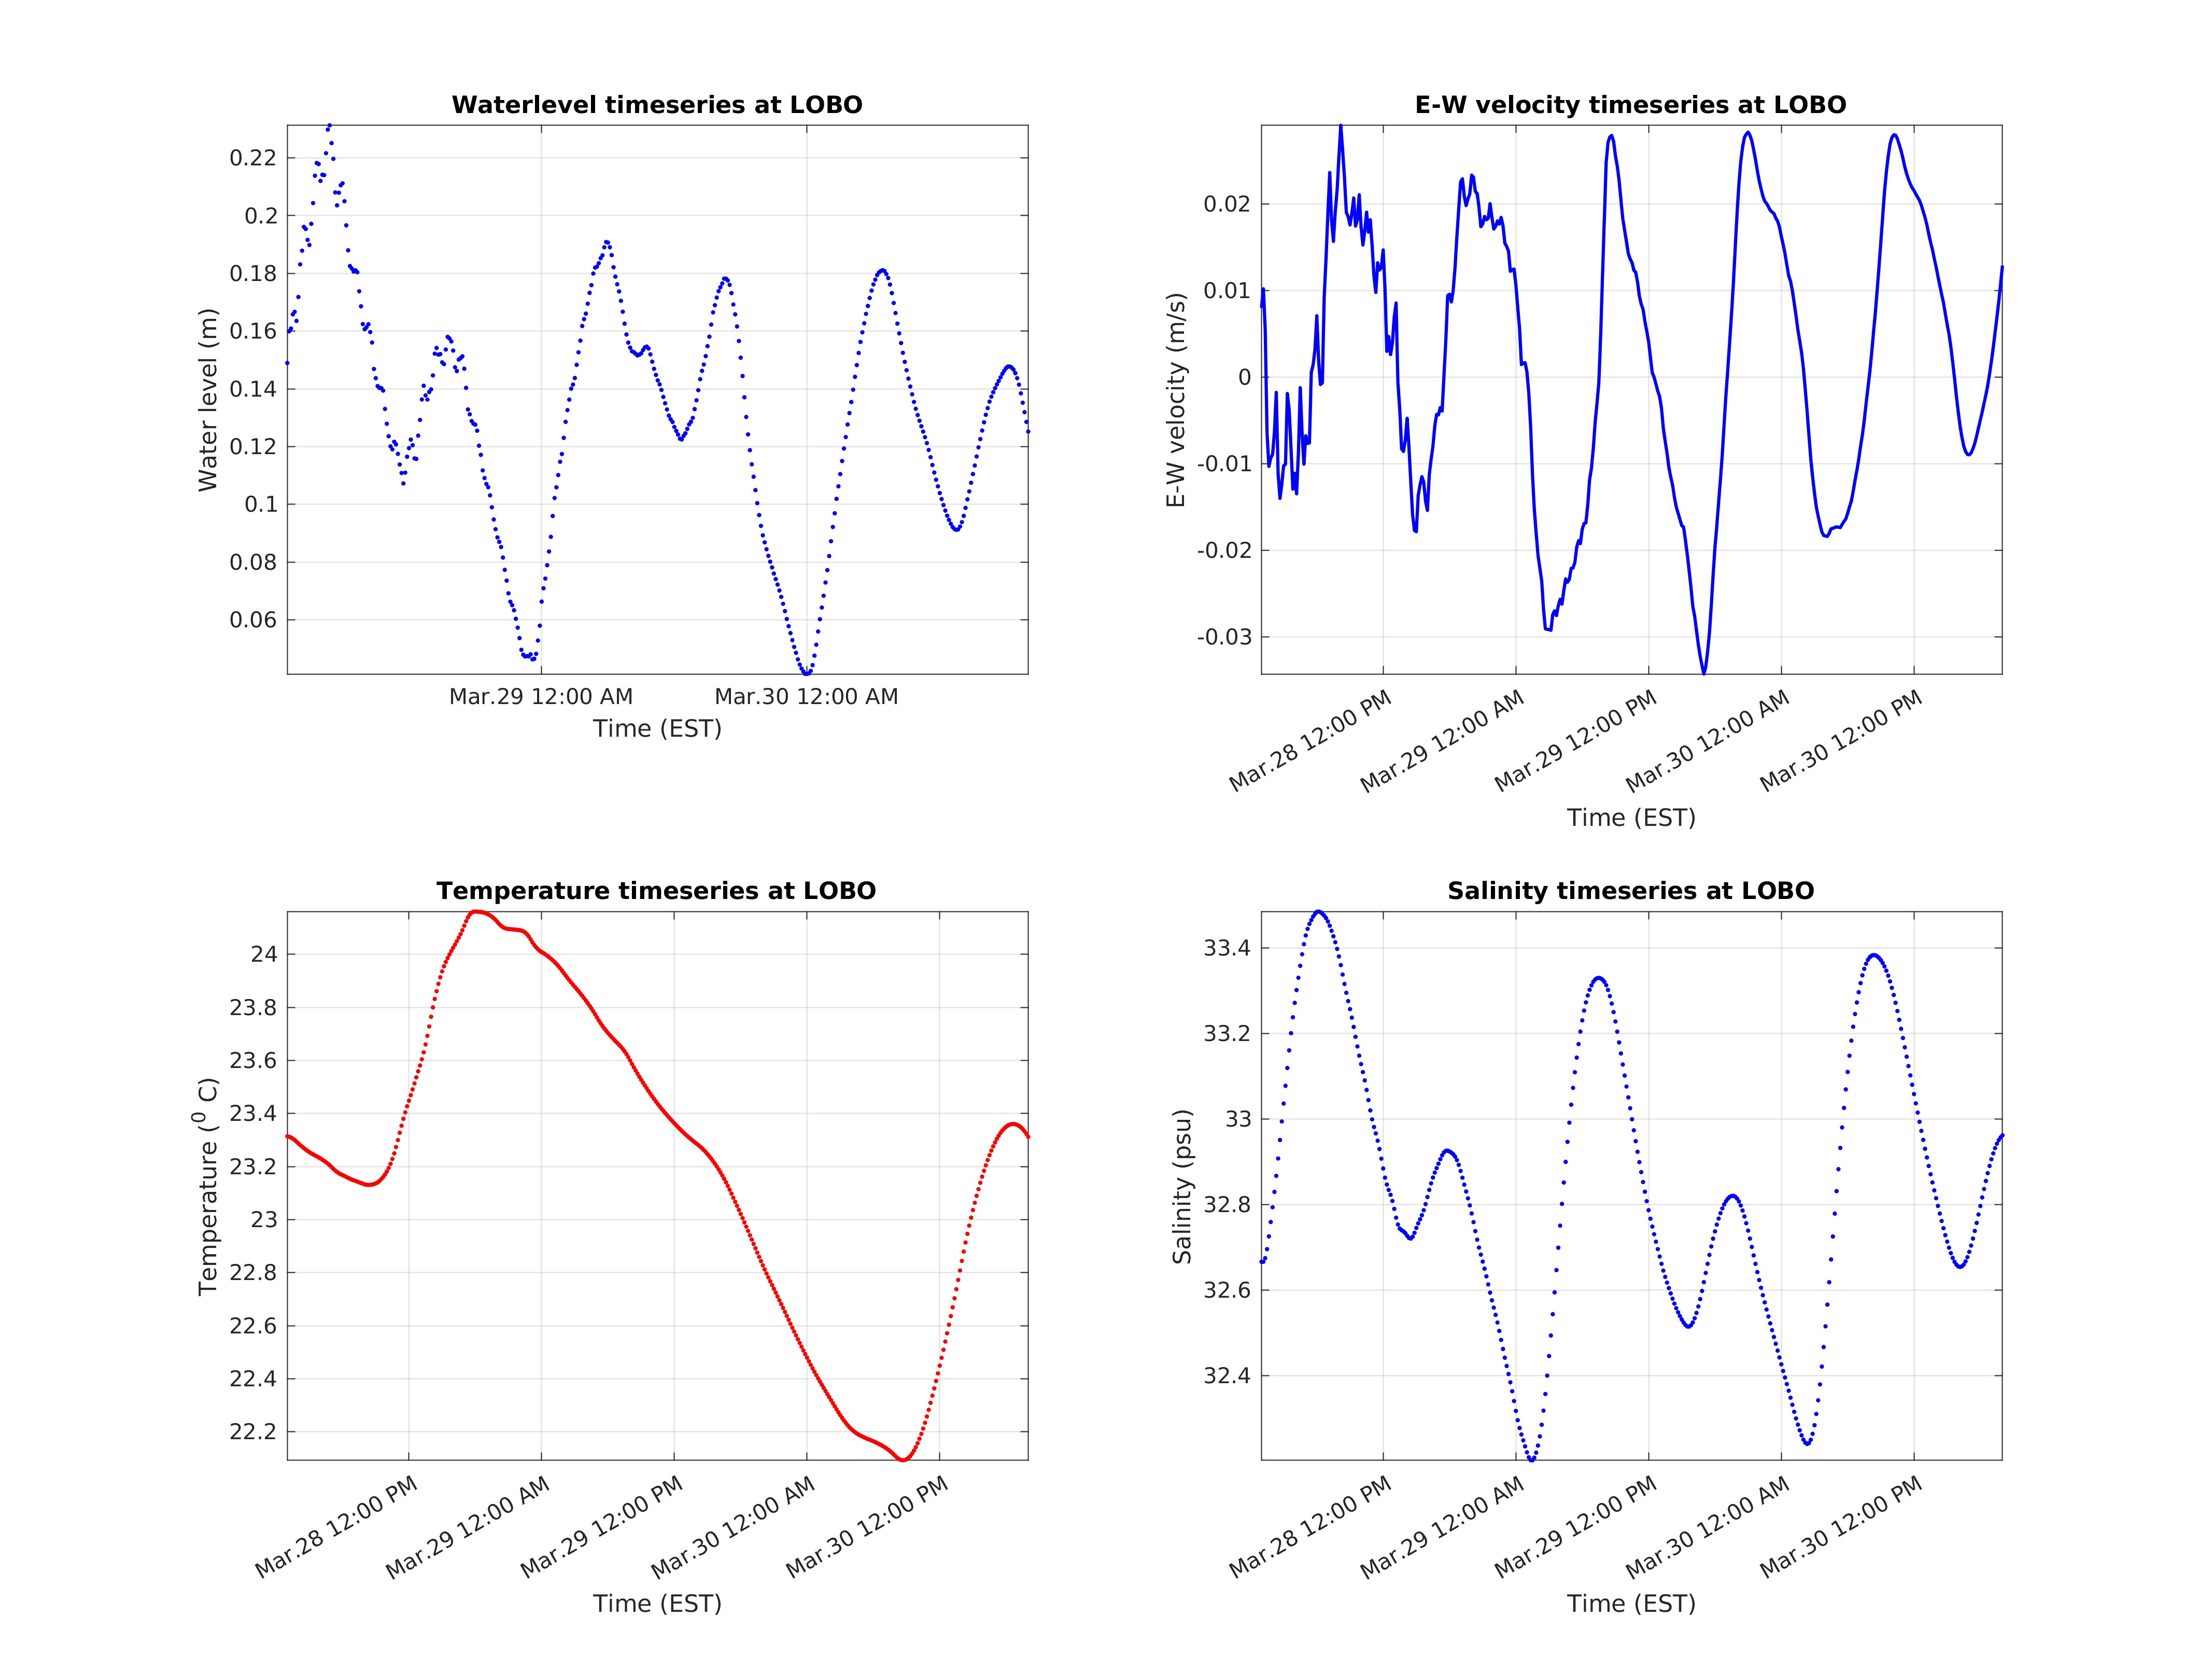 Waterlevel timeseries at LOBO
Water level (m)
0.22
0.2
0.18
0.16
0.14
0.12
0.1
0.08
0.06
Mar.29 12:00 AM
Mar.30 12:00 AM
Time (EST)
E-W velocity timeseries at LOBO
E-W velocity (m/s)
0.02
0.01
0
-0.01
-0.02
-0.03
Mar.28 12:00 PM
Mar.29 12:00 AM
Mar.29 12:00 PM
Mar.30 12:00 AM
Mar.30 12:00 PM
Time (EST)
Temperature timeseries at LOBO
Temperature (⁰ C)
24
23.8
23.6
23.4
23.2
23
22.8
22.6
22.4
22.2
Mar.28 12:00 PM
Mar.29 12:00 AM
Mar.29 12:00 PM
Mar.30 12:00 AM
Mar.30 12:00 PM
Time (EST)
Salinity timeseries at LOBO
Salinity (psu)
33.4
33.2
33
32.8
32.6
32.4
Mar.28 12:00 PM
Mar.29 12:00 AM
Mar.29 12:00 PM
Mar.30 12:00 AM
Mar.30 12:00 PM
Time (EST)